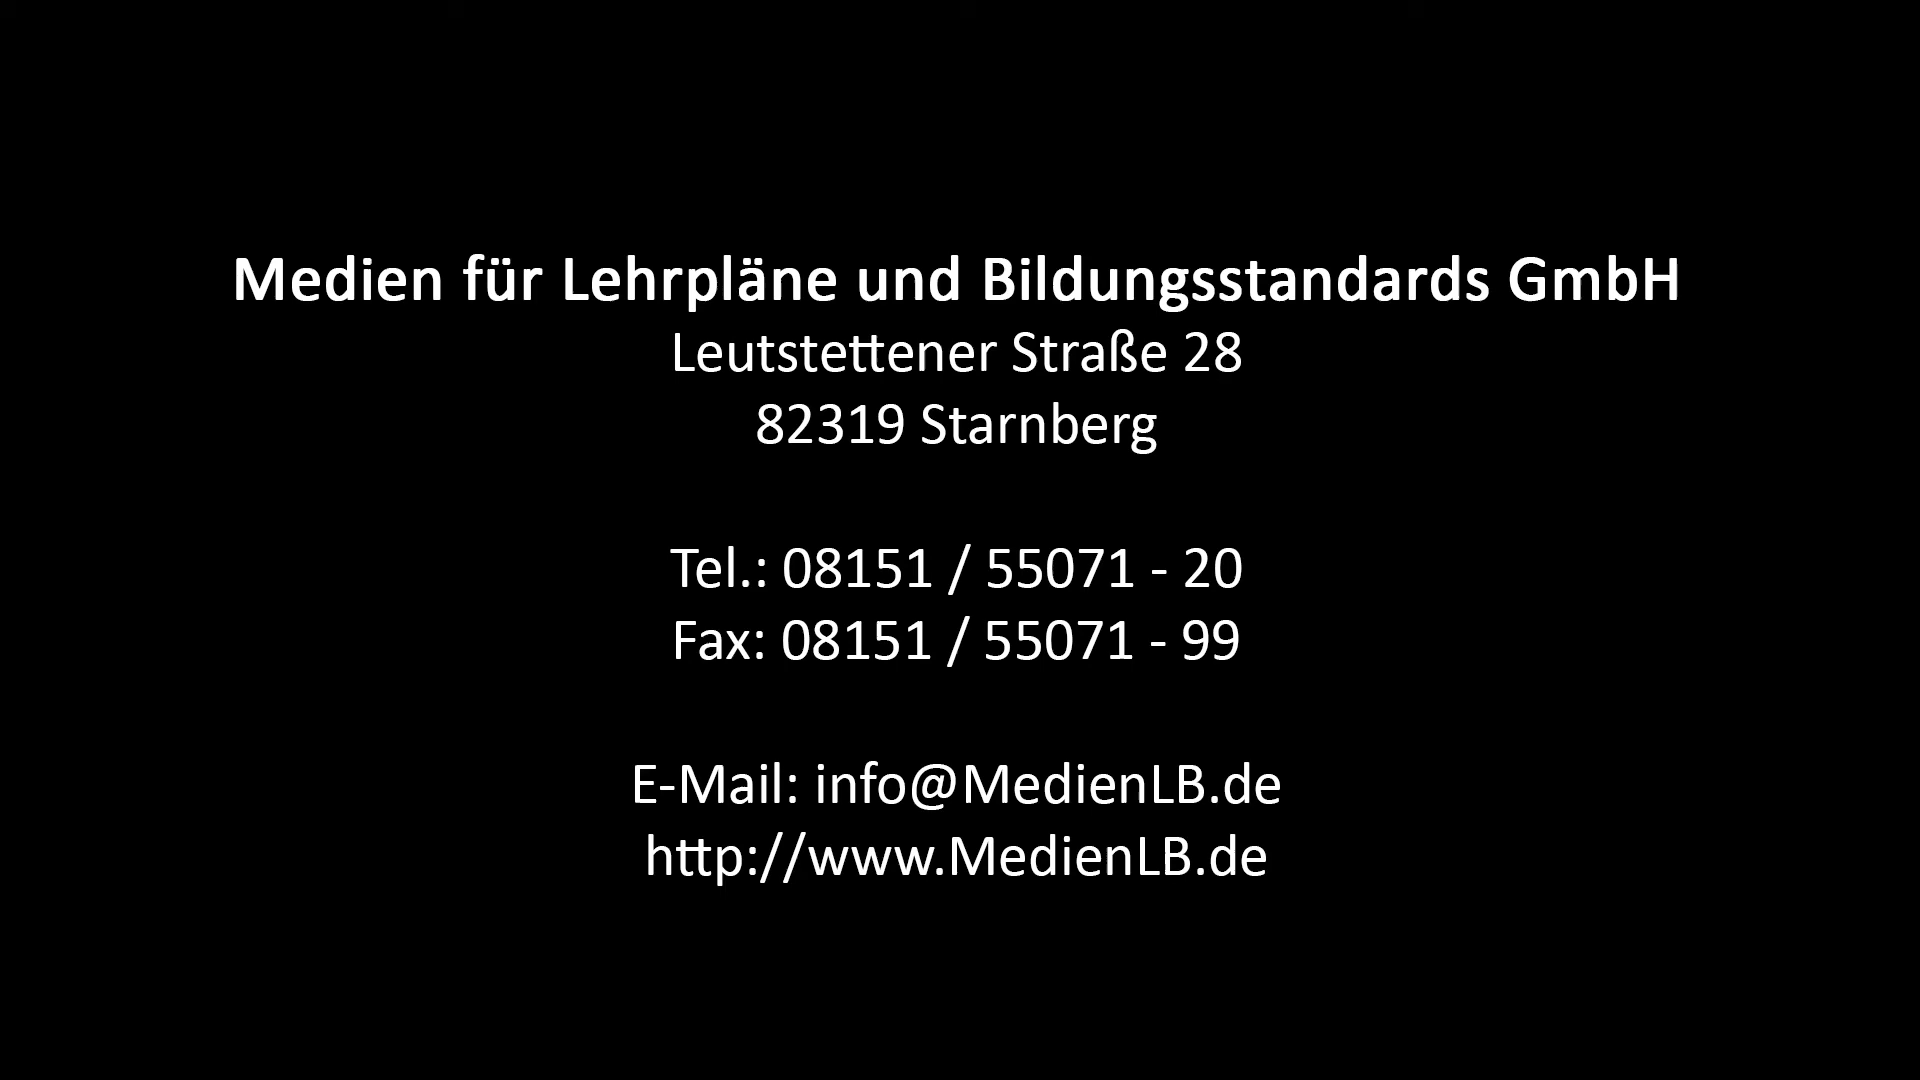 Medien für Lehrpläne und Bildungsstandards GmbH
Leutstettener Straße 28
82319 Starnberg
Tel.: 08151 / 55071 - 20
Fax: 08151 / 55071 - 99
E-Mail: info@MedienLB.de
http://www.MedienLB.de